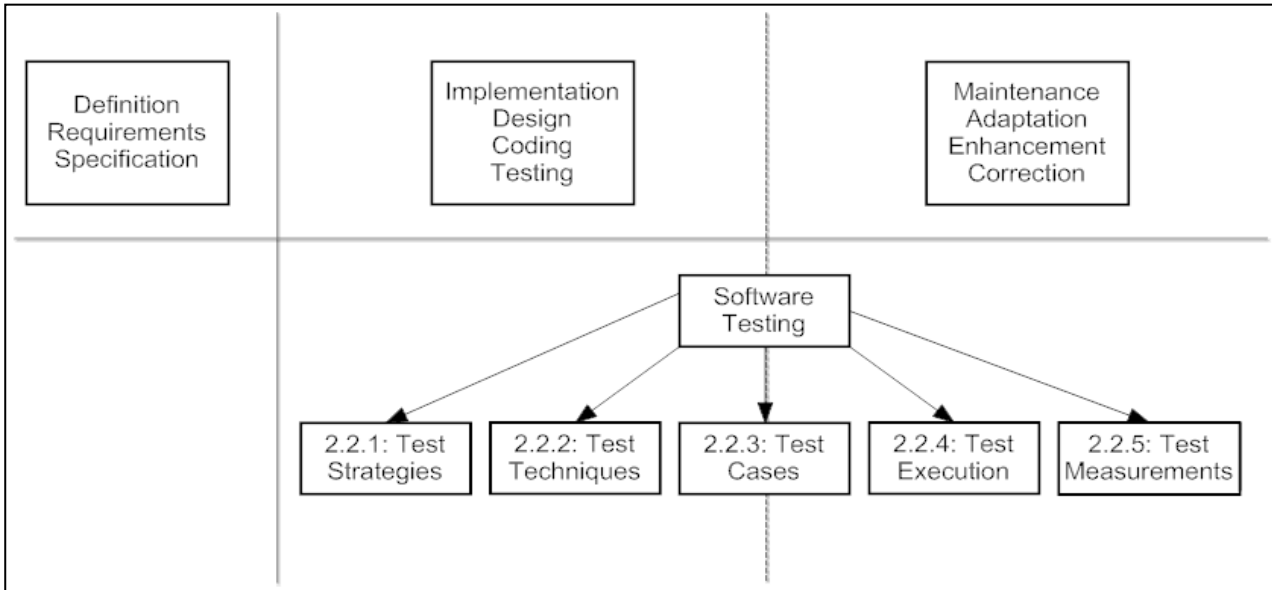 Definition
Requirements
Specification
Implementation
Design
Coding
Testing
Maintenance
Adaptation
Enhancement
Correction
Software
Testing
2.2.1: Test
Strategies
2.2.2: Test
Techniques
2.2.3: Test
Cases
2.2.4: Test
Execution
2.2.5: Test
Measurements